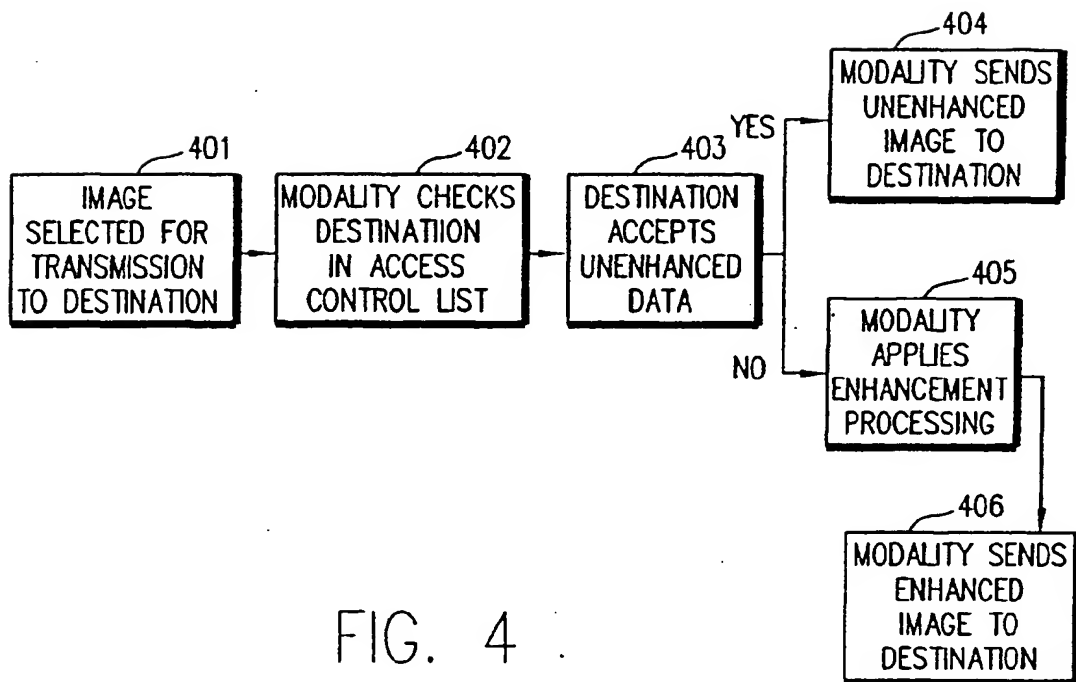 401
IMAGE
SELECTED FOR
TRANSMISSION
TO DESTINATION
402
MODALITY CHECKS
DESTINATIION
IN ACCESS
CONTROL LIST
403
DESTINATION
ACCEPTS
UNENHANCED
DATA
YES
404
MODALITY SENDS
UNENHANCED
IMAGE TO
DESTINATION
NO
405
MODALITY
APPLIES
ENHANCEMENT
PROCESSING
406
MODALITY SENDS
ENHANCED
IMAGE TO
DESTINATION
FIG. 4